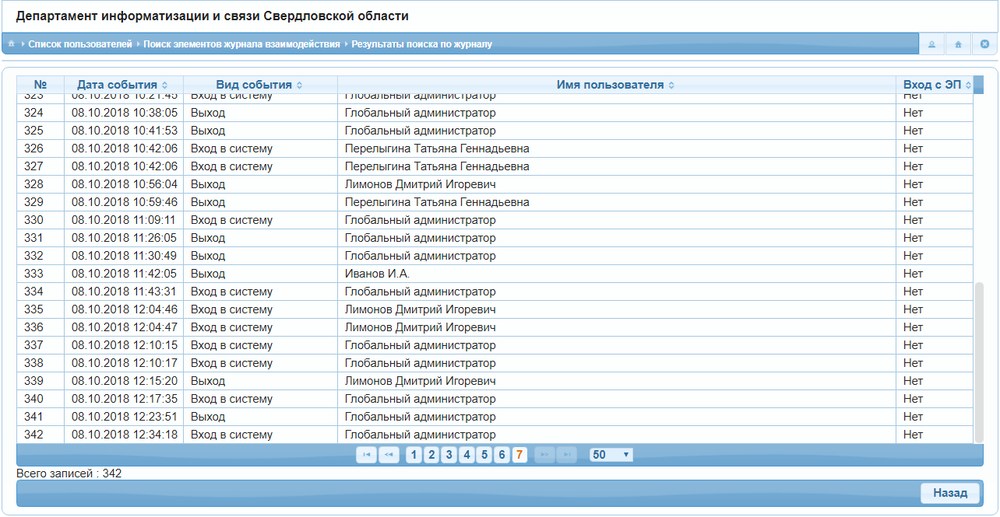 Департамент информатизации и связи Свердловской области
Список пользователей Поиск элементов журнала взаимодействия Результаты поиска по журналу
№ Дата события Вид события Имя пользователя Вход с ЭП
323 08.10.2018 10:21:45 Вход в систему Глобальный администратор Нет
324 08.10.2018 10:38:05 Выход Глобальный администратор Нет
325 08.10.2018 10:41:53 Выход Глобальный администратор Нет
326 08.10.2018 10:42:06 Вход в систему Перелыгина Татьяна Геннадьевна Нет
327 08.10.2018 10:42:06 Вход в систему Перелыгина Татьяна Геннадьевна Нет
328 08.10.2018 10:56:04 Выход Лимонов Дмитрий Игоревич Нет
329 08.10.2018 10:59:46 Выход Перелыгина Татьяна Геннадьевна Нет
330 08.10.2018 11:09:11 Вход в систему Глобальный администратор Нет
331 08.10.2018 11:26:05 Выход Глобальный администратор Нет
332 08.10.2018 11:30:49 Выход Глобальный администратор Нет
333 08.10.2018 11:42:05 Выход Иванов И.А. Нет
334 08.10.2018 11:43:31 Вход в систему Глобальный администратор Нет
335 08.10.2018 12:04:46 Вход в систему Лимонов Дмитрий Игоревич Нет
336 08.10.2018 12:04:47 Вход в систему Лимонов Дмитрий Игоревич Нет
337 08.10.2018 12:10:15 Вход в систему Глобальный администратор Нет
338 08.10.2018 12:10:17 Вход в систему Глобальный администратор Нет
339 08.10.2018 12:15:20 Выход Лимонов Дмитрий Игоревич Нет
340 08.10.2018 12:17:35 Вход в систему Глобальный администратор Нет
341 08.10.2018 12:23:51 Выход Глобальный администратор Нет
342 08.10.2018 12:34:18 Вход в систему Глобальный администратор Нет
1 2 3 4 5 6 7 50
Всего записей : 342
Назад